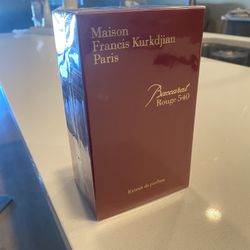 Maison
Francis Kurkdjian
Paris
Baccarat
Rouge 540
Extrait de parfum